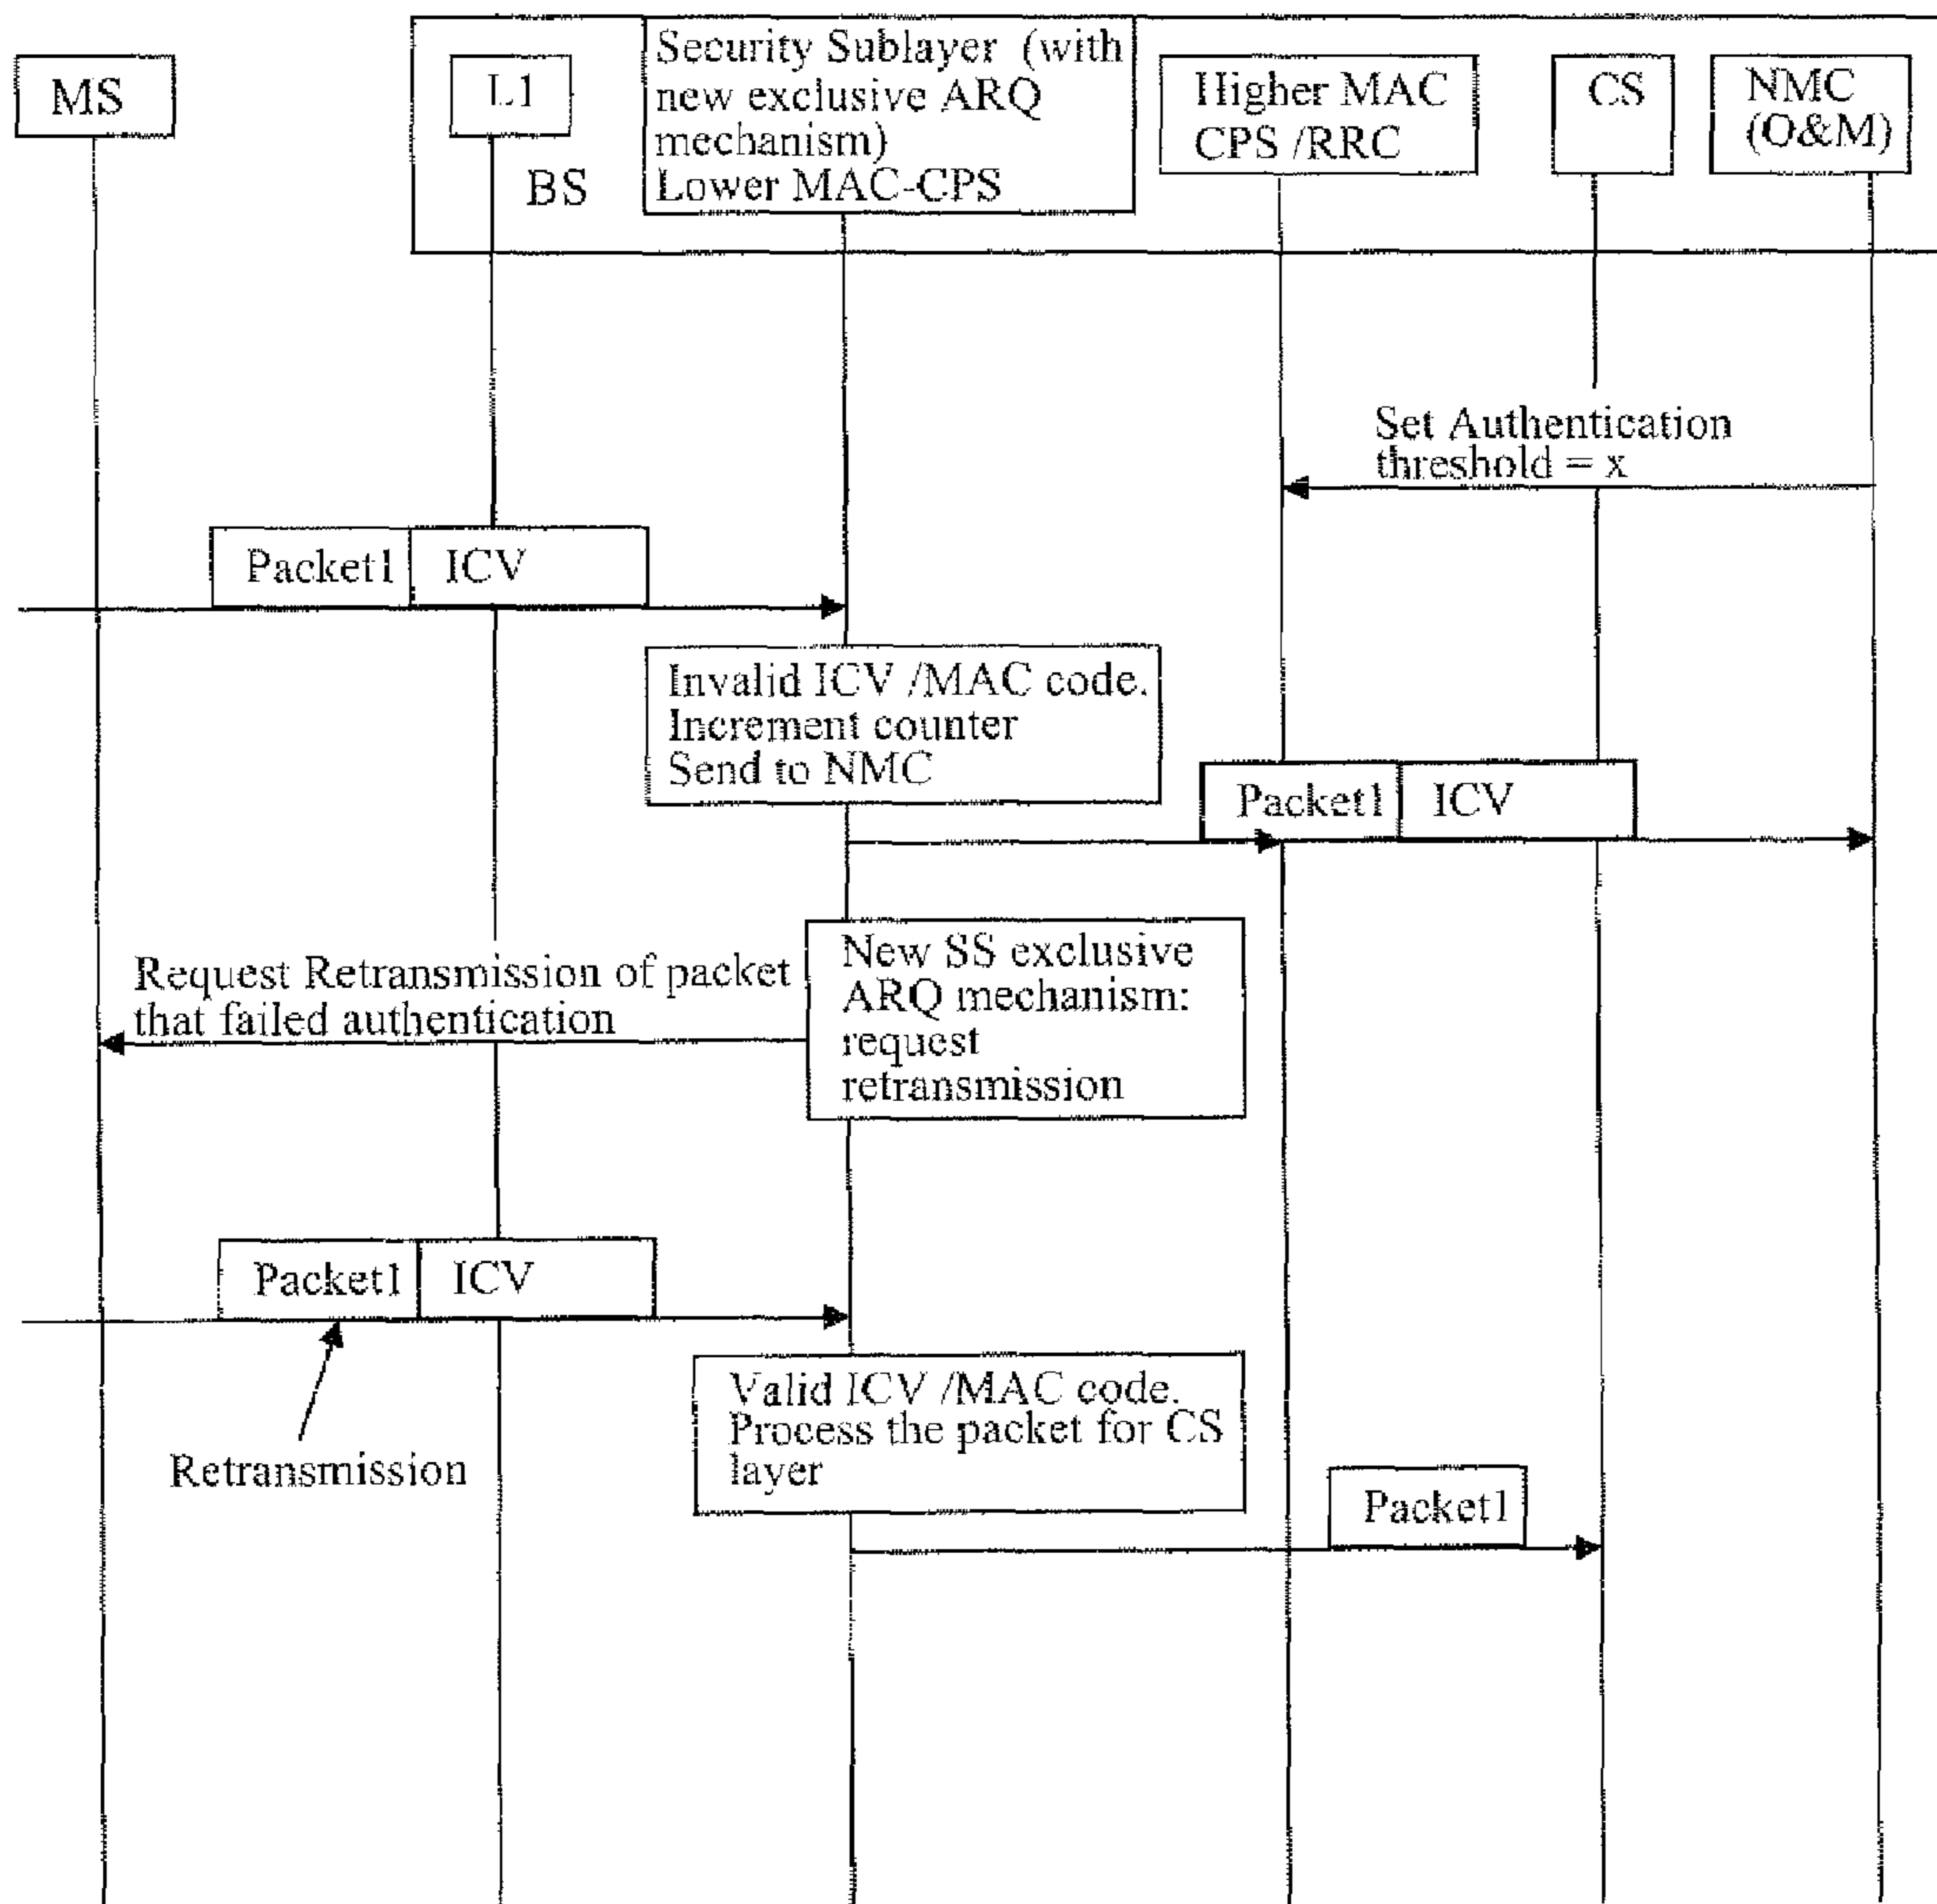 MS
L1
BS
Security Sublayer (with
new exclusive ARQ
mechanism)
Lower MAC-CPS
Higher MAC
CPS /RRC
CS
NMC
(O&M)
Set Authentication
threshold = x
Packet1
ICV
Invalid ICV /MAC code.
Increment counter
Send to NMC
Packet1
ICV
New SS exclusive
ARQ mechanism:
request
retransmission
Request Retransmission of packet
that failed authentication
Packet1
ICV
Retransmission
Valid ICV /MAC code.
Process the packet for CS
layer
Packet1